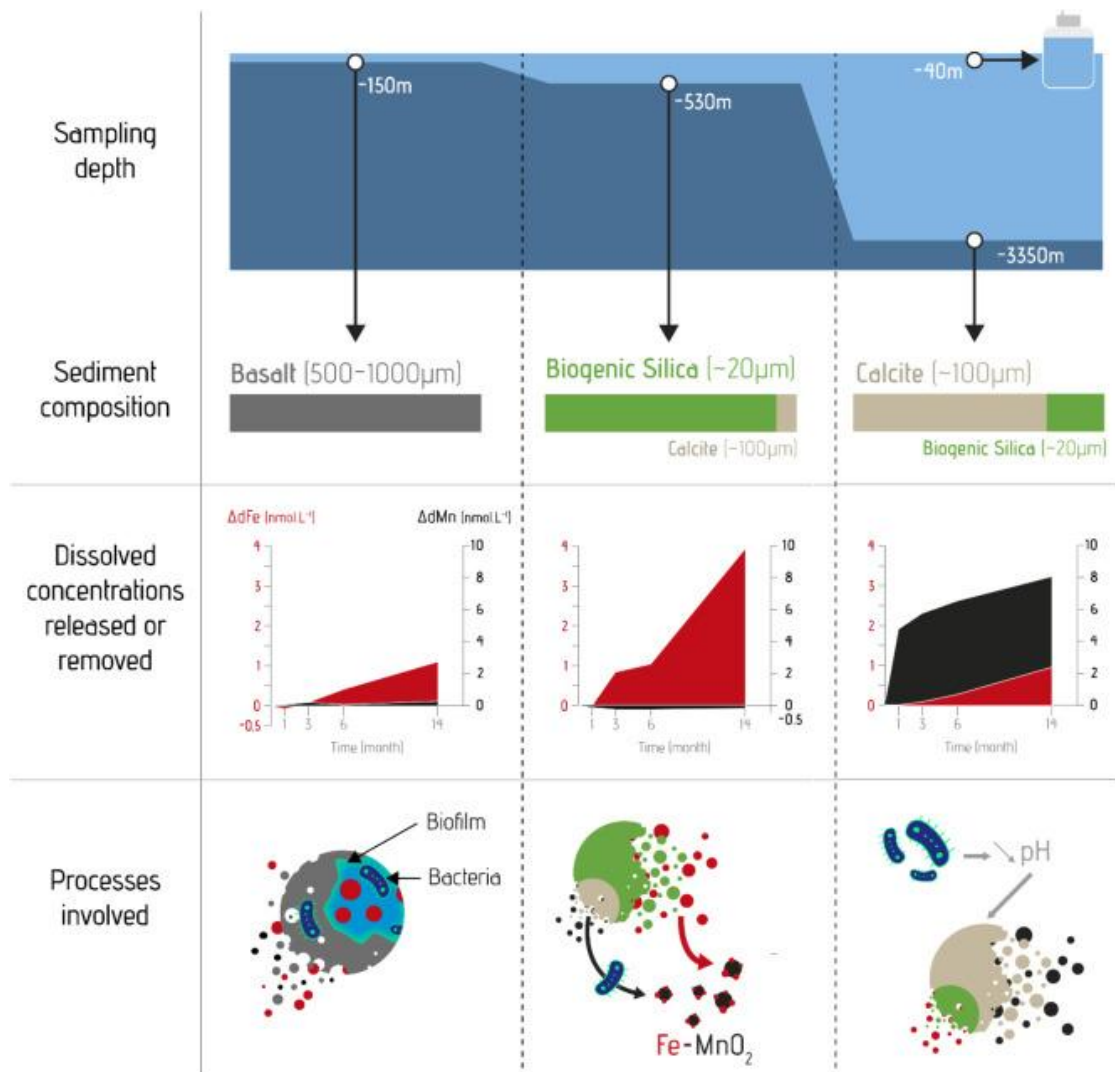 Sampling
depth
-150m
-530m
-40m
-3350m
Sediment
composition
Basalt (500-1000µm)
Biogenic Silica (~20µm)
Calcite (~100µm)
Calcite (~100µm)
Biogenic Silica (~20µm)
Dissolved
concentrations
released or
removed
ΔdFe (nmol.L⁻¹)
ΔdMn (nmol.L⁻¹)
4
3
2
1
0
-0.5
10
8
6
4
2
0
1 3 6 14
Time (month)
4
3
2
1
0
10
8
6
4
2
0
-0.5
1 3 6 14
Time (month)
4
3
2
1
0
10
8
6
4
2
0
1 3 6 14
Time (month)
Processes
involved
Biofilm
Bacteria
Fe-MnO₂
pH